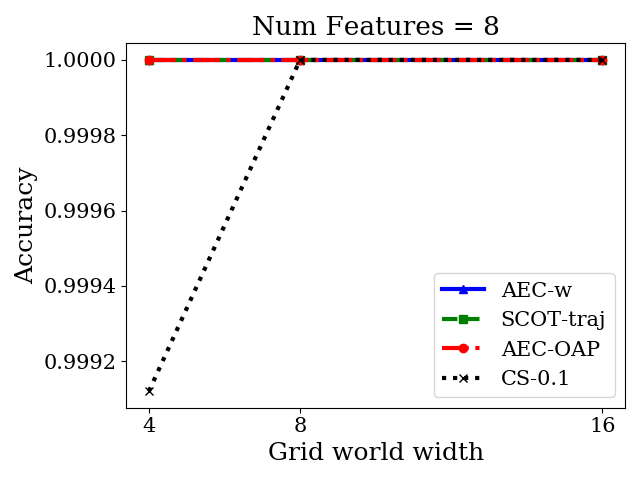 Num Features = 8
Accuracy
1.0000
0.9998
0.9996
0.9994
0.9992
AEC-w
SCOT-traj
AEC-OAP
CS-0.1
4
8
16
Grid world width